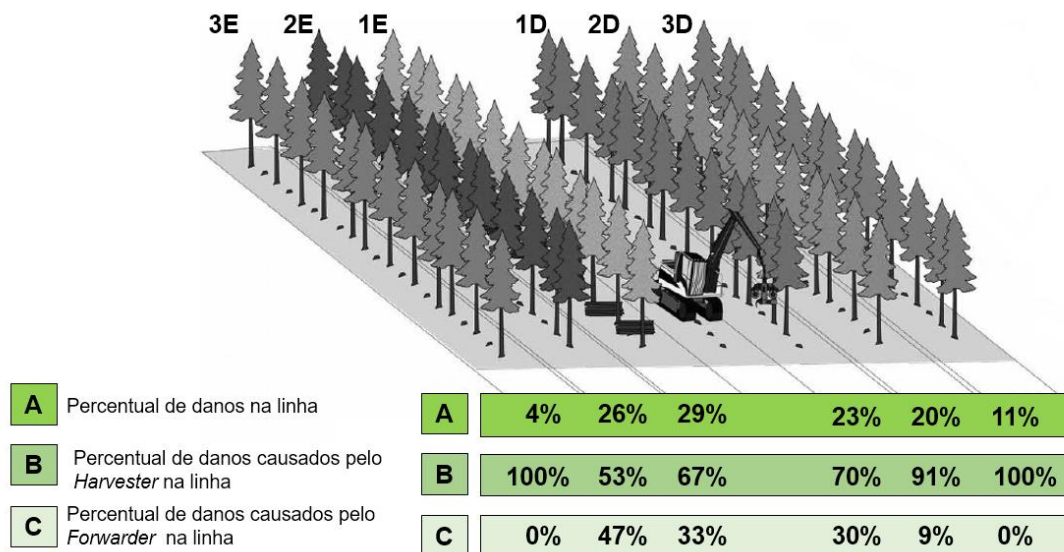 3E 2E 1E 1D 2D 3D
A Percentual de danos na linha
B Percentual de danos causados pelo
Harvester na linha
C Percentual de danos causados pelo
Forwarder na linha
A 4% 26% 29% 23% 20% 11%
B 100% 53% 67% 70% 91% 100%
C 0% 47% 33% 30% 9% 0%